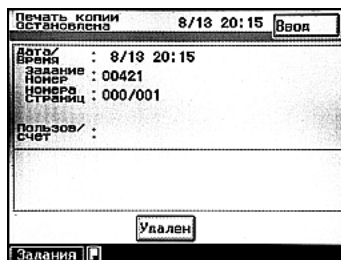 Печать копии
остановлена
8/13 20:15
Ввод
Дата/
Время : 8/13 20:15
Задание
Номер : 00421
Номера
Страниц : 000/001
Пользов/ :
Счет :
Удален
Задания